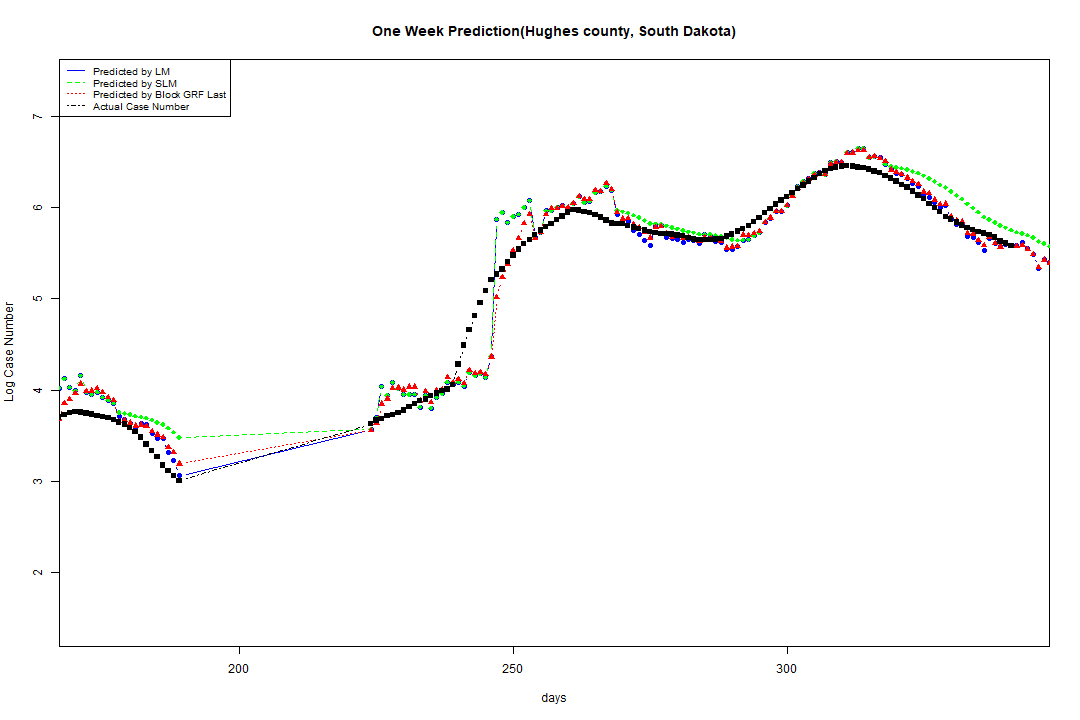 One Week Prediction(Hughes county, South Dakota)
Predicted by LM
Predicted by SLM
Predicted by Block GRF Last
Actual Case Number
7
6
5
4
3
2
Log Case Number
200
250
300
days